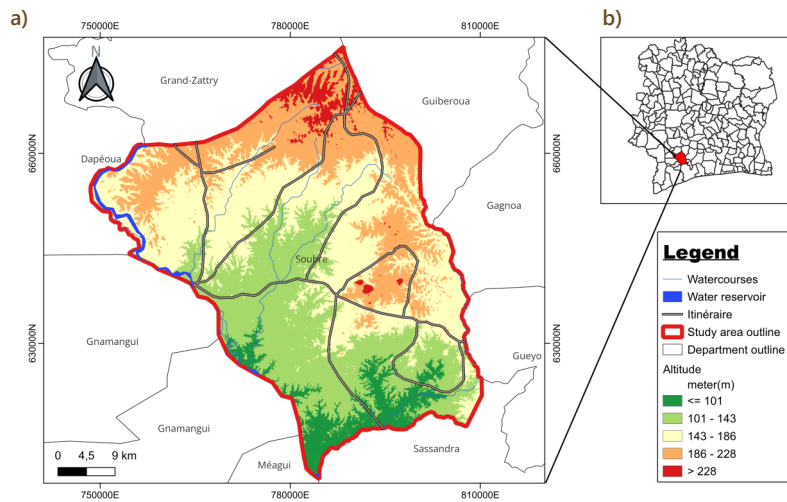 a)
b)
750000E
780000E
810000E
N
Grand-Zattry
Guiberoua
660000N
660000N
Dapéoua
Gagnoa
Soubre
630000N
630000N
Gnamangui
Gueyo
Gnamangui
Sassandra
Méagui
0 4,5 9 km
750000E
780000E
810000E
Legend
Watercourses
Water reservoir
Itinéraire
Study area outline
Department outline
Altitude
meter(m)
<= 101
101 - 143
143 - 186
186 - 228
> 228